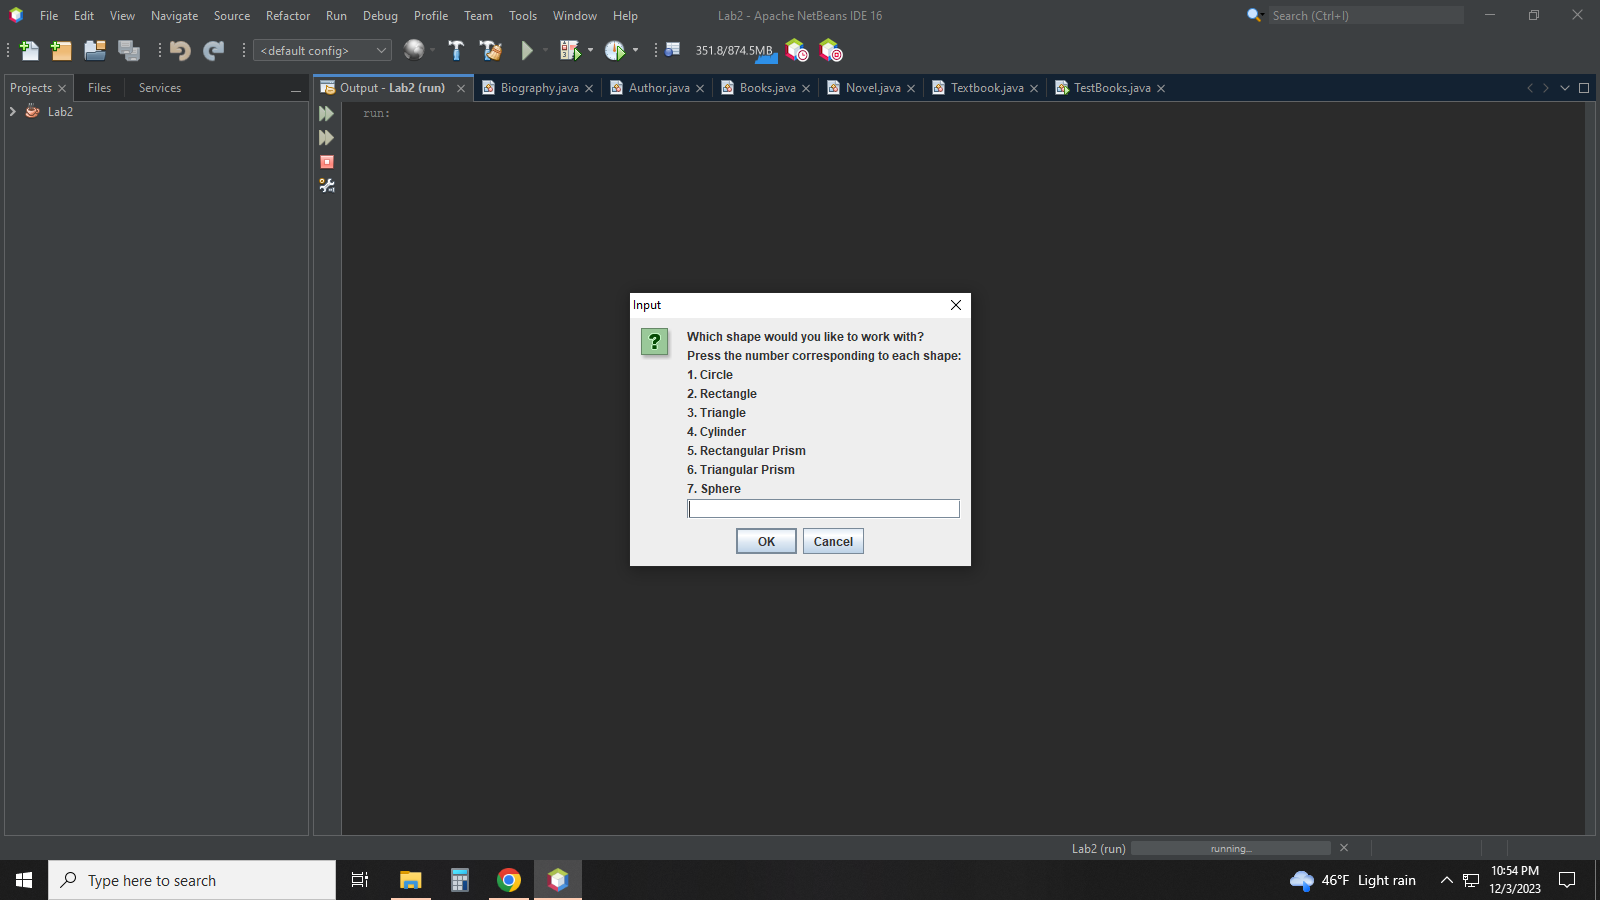 File Edit View Navigate Source Refactor Run Debug Profile Team Tools Window Help
Lab2 - Apache NetBeans IDE 16
Search (Ctrl+I)
<default config>
351.8/874.5MB
Projects Files Services
Output - Lab2 (run) Biography.java Author.java Books.java Novel.java Textbook.java TestBooks.java
Lab2
run:
Input
?
Which shape would you like to work with?
Press the number corresponding to each shape:
1. Circle
2. Rectangle
3. Triangle
4. Cylinder
5. Rectangular Prism
6. Triangular Prism
7. Sphere
OK Cancel
Lab2 (run) running...
Type here to search
46°F Light rain
10:54 PM
12/3/2023